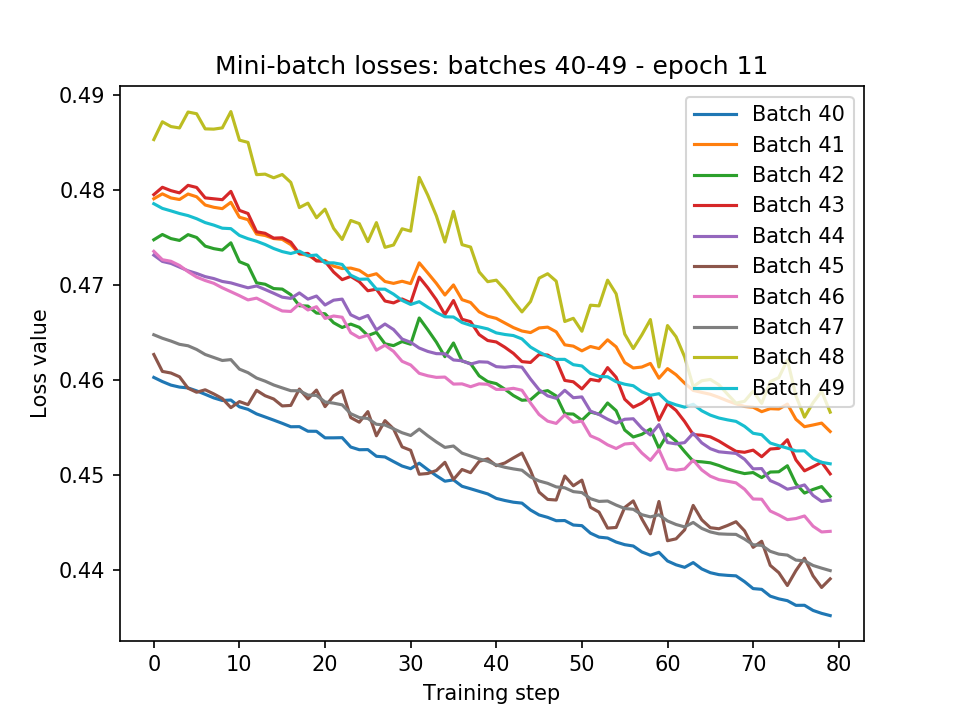 Mini-batch losses: batches 40-49 - epoch 11
0.49
0.48
0.47
0.46
0.45
0.44
Loss value
0
10
20
30
40
50
60
70
80
Training step
Batch 40
Batch 41
Batch 42
Batch 43
Batch 44
Batch 45
Batch 46
Batch 47
Batch 48
Batch 49